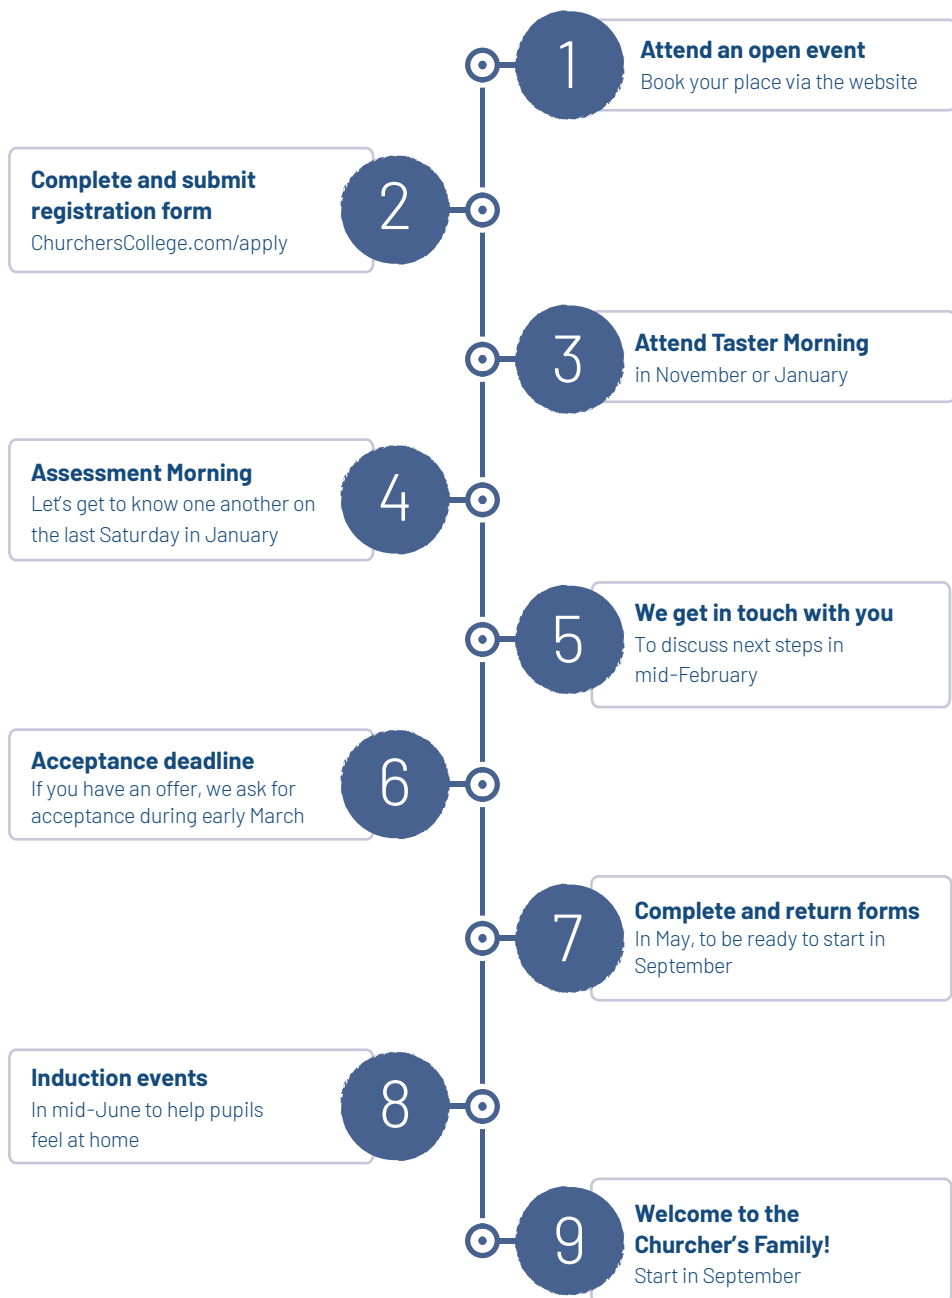 1
Attend an open event
Book your place via the website
2
Complete and submit
registration form
ChurchersCollege.com/apply
3
Attend Taster Morning
in November or January
4
Assessment Morning
Let's get to know one another on
the last Saturday in January
5
We get in touch with you
To discuss next steps in
mid-February
6
Acceptance deadline
If you have an offer, we ask for
acceptance during early March
7
Complete and return forms
In May, to be ready to start in
September
8
Induction events
In mid-June to help pupils
feel at home
9
Welcome to the
Churcher's Family!
Start in September